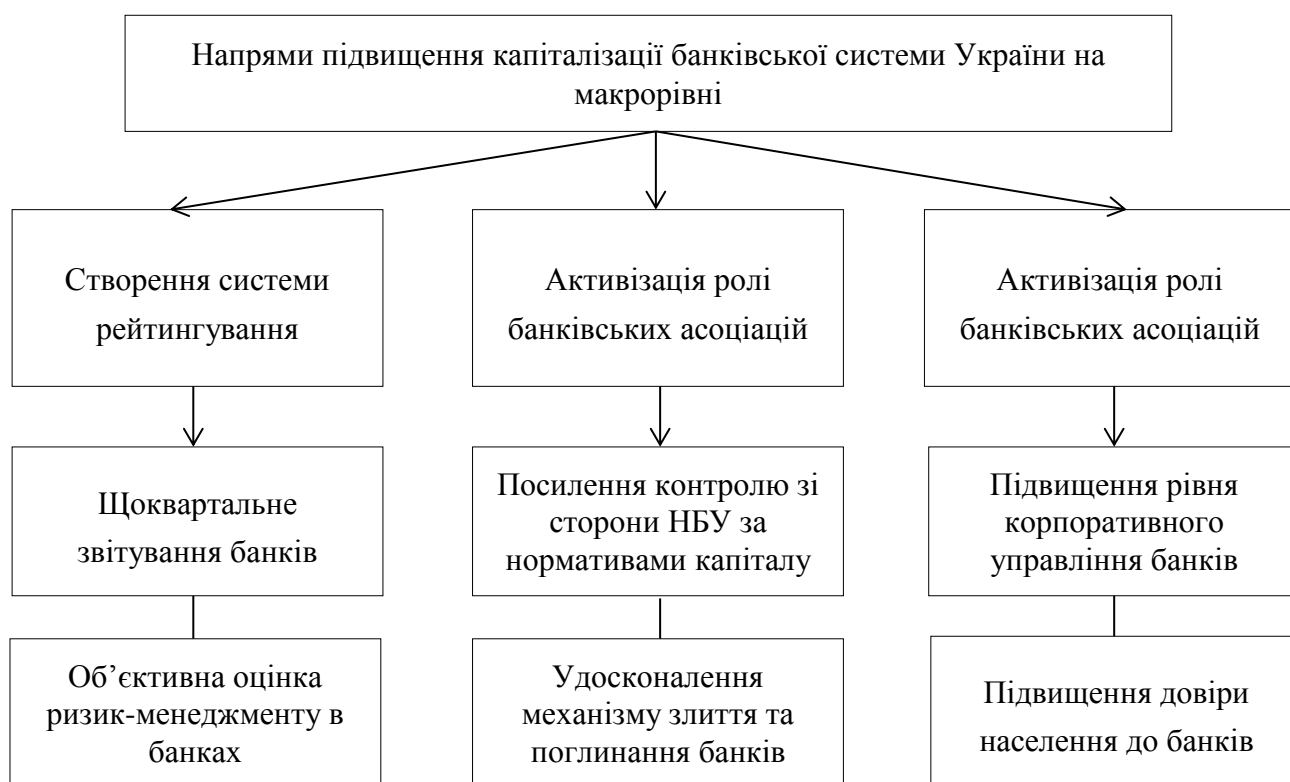 Напрями підвищення капіталізації банківської системи України на
макрорівні
Створення системи
рейтингування
Активізація ролі
банківських асоціацій
Активізація ролі
банківських асоціацій
Щоквартальне
звітування банків
Посилення контролю зі
сторони НБУ за
нормативами капіталу
Підвищення рівня
корпоративного
управління банків
Об’єктивна оцінка
ризик-менеджменту в
банках
Удосконалення
механізму злиття та
поглинання банків
Підвищення довіри
населення до банків